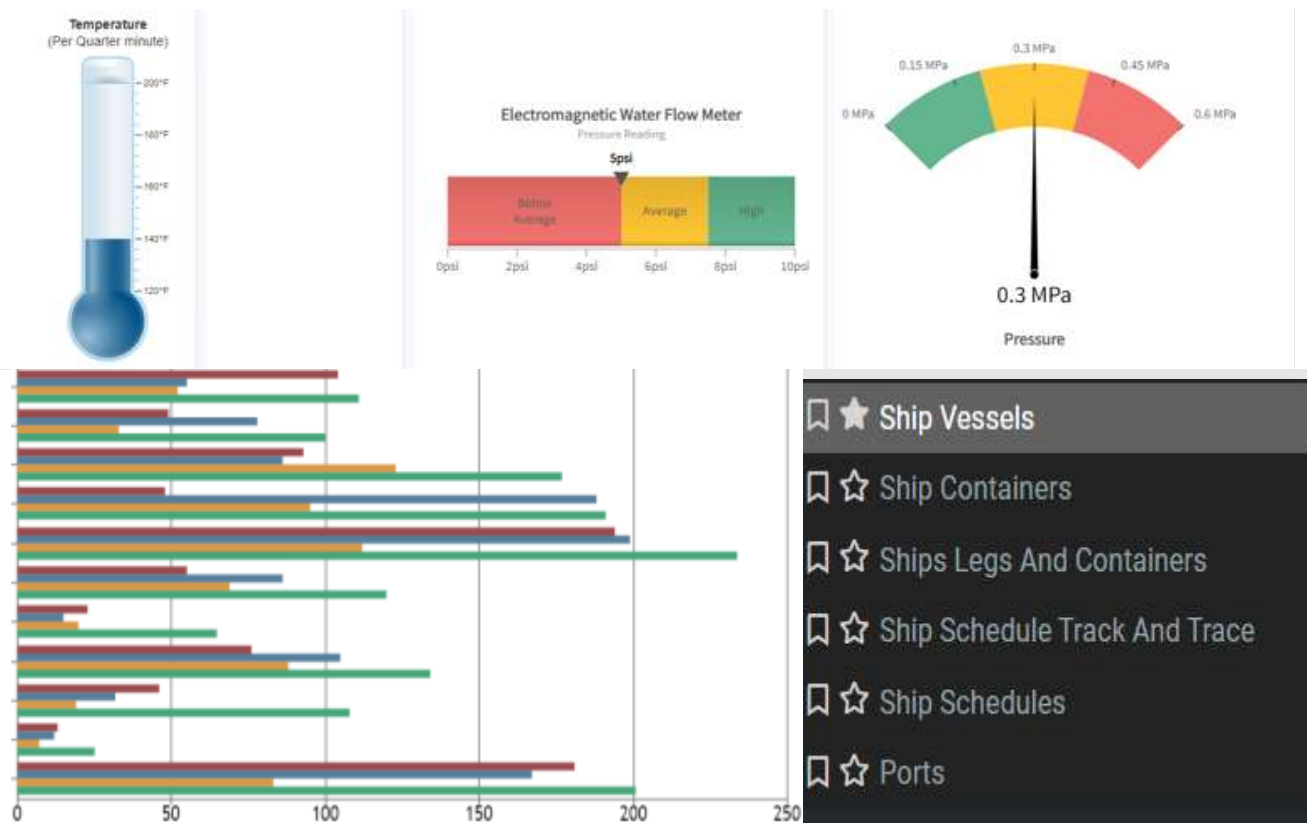 Temperature
(Per Quarter minute)
200°F
180°F
160°F
140°F
120°F
Electromagnetic Water Flow Meter
Pressure Reading
5psi
Below
Average
Average
High
0psi 2psi 4psi 6psi 8psi 10psi
0 MPa
0.15 MPa
0.3 MPa
0.45 MPa
0.6 MPa
0.3 MPa
Pressure
0 50 100 150 200 250
Ship Vessels
Ship Containers
Ships Legs And Containers
Ship Schedule Track And Trace
Ship Schedules
Ports